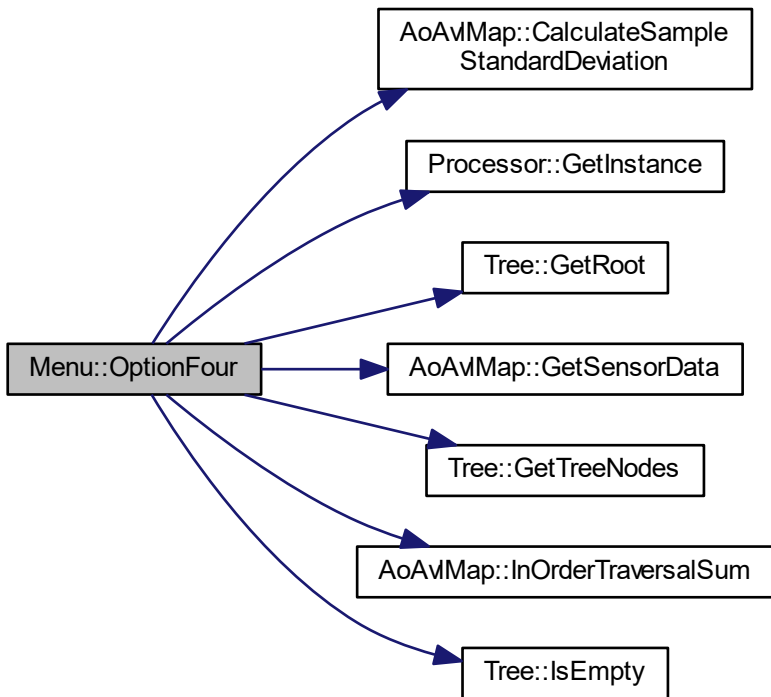 AoAvlMap::CalculateSample
StandardDeviation
Processor::GetInstance
Tree::GetRoot
Menu::OptionFour
AoAvlMap::GetSensorData
Tree::GetTreeNodes
AoAvlMap::InOrderTraversalSum
Tree::IsEmpty